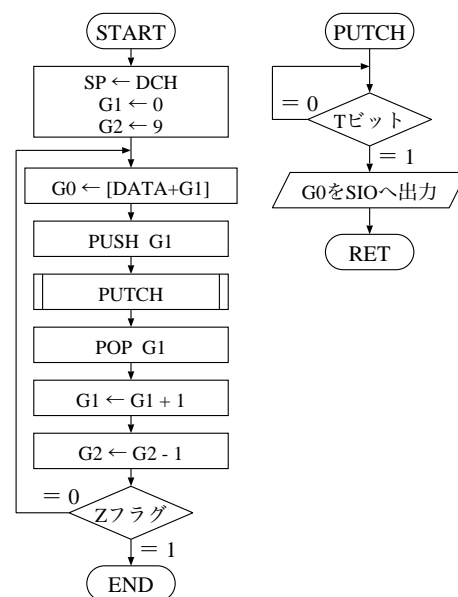 START
SP ← DCH
G1 ← 0
G2 ← 9
G0 ← [DATA+G1]
PUSH G1
PUTCH
POP G1
G1 ← G1 + 1
G2 ← G2 - 1
= 0
Zフラグ
= 1
END
PUTCH
= 0
Tビット
= 1
G0をSIOへ出力
RET